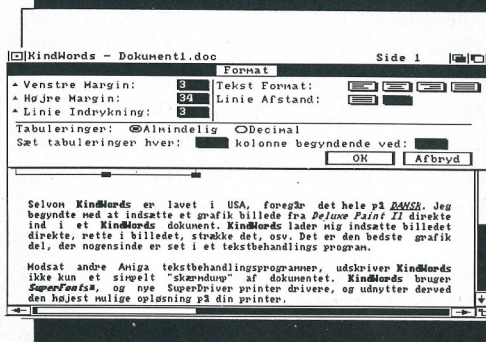 KindWords - Dokument1.doc Side 1
Format
Venstre Margin: 3 Tekst Format:
Højre Margin: 34 Linie Afstand:
Linie Indrykning: 3
Tabuleringer: Almindelig Decimal
Sæt tabuleringer hver: kolonne begyndende ved:
OK Afbryd
Selvom KindWords er lavet i USA, foregår det hele på DANSK. Jeg
begyndte med at indsætte et grafik billede fra Deluxe Paint II direkte
ind i et KindWords dokument. KindWords lader mig indsætte billedet
direkte, rette i billedet, strække det, osv. Det er den bedste grafik
del, der nogensinde er set i et tekstbehandlings program.
Modsat andre Amiga tekstbehandlingsprogrammer, udskriver KindWords
ikke kun et simpelt "skærmdump" af dokumentet. KindWords bruger
SuperFonts, og nye SuperDriver printer drivere, og udnytter derved
den højest mulige opløsning på din printer.